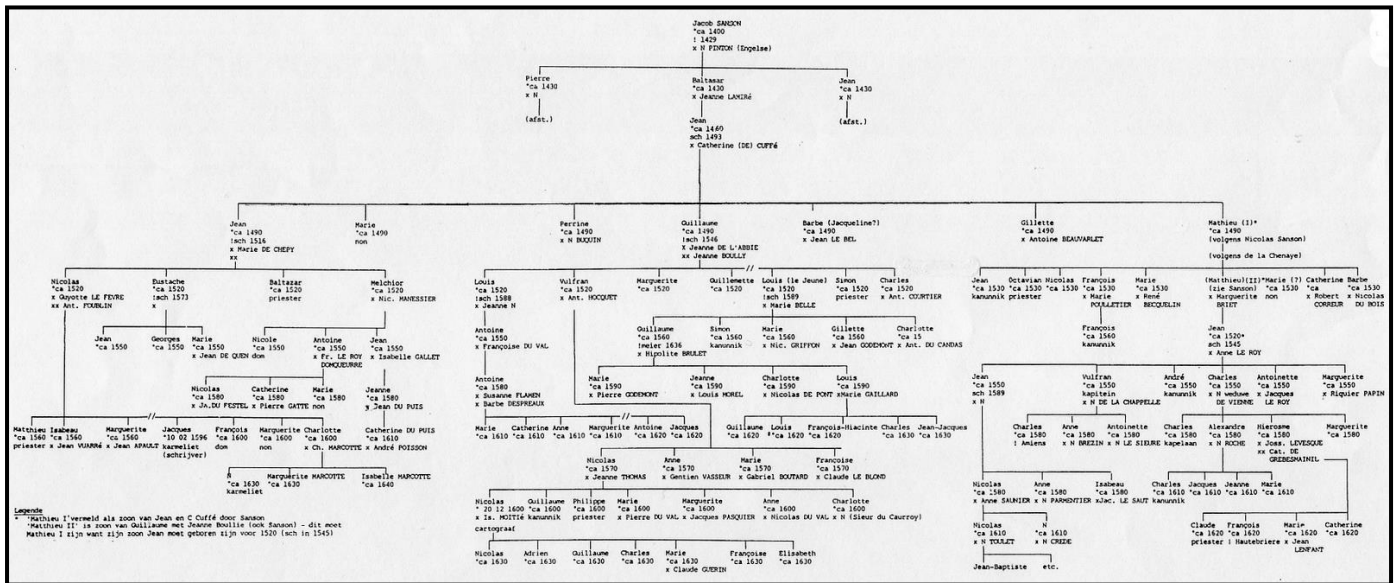 Jacob SANSON
°ca 1400
! 1429
x N PINTON (Engelse)
Pierre
°ca 1430
x N
(afst.)
Baltasar
°ca 1430
x Jeanne LAMIRé
Jean
°ca 1430
x N
(afst.)
Jean
°ca 1460
sch 1493
x Catherine (DE) CUFFé
Jean
°ca 1490
!sch 1516
x Marie DE CHEPY
xx
Marie
°ca 1490
non
Perrine
°ca 1490
x N BUQUIN
Guillaume
°ca 1490
!sch 1546
x Jeanne DE L'ABBIE
xx Jeanne BOULLY
Barbe (Jacqueline?)
°ca 1490
x Jean LE BEL
Gillette
°ca 1490
x Antoine BEAUVARLET
Mathieu (I)*
°ca 1490
(volgens Nicolas Sanson)
(volgens de la Chenaye)
Nicolas
°ca 1520
x Guyotte LE FEVRE
xx Ant. FOUBLIN
Eustache
°ca 1520
!sch 1573
x
Baltazar
°ca 1520
priester
Melchior
°ca 1520
x Nic. MANESSIER
Louis
°ca 1520
!sch 1588
x Jeanne N
Vulfran
°ca 1520
x Ant. HOCQUET
Marguerite
°ca 1520
Guillemette
°ca 1520
Louis (le Jeune)
°ca 1520
!sch 1589
x Marie BELLE
Simon
°ca 1520
priester
Charles
°ca 1520
x Ant. COURTIER
Jean
°ca 1530
kanunnik
Octavian
°ca 1530
priester
Nicolas
°ca 1530
François
°ca 1530
x Marie
POULLETIER
Marie
°ca 1530
x René
BECQUELIN
(Matthieu)(II)*
(zie Sanson)
x Marguerite
BRIET
Marie (?)
°ca 1530
non
Catherine
°ca
x Robert
CORREUR
Barbe
°ca 1530
x Nicolas
DU BOIS
Jean
°ca 1550
Georges
°ca 1550
Marie
°ca 1550
x Jean DE QUEN
Nicole
°ca 1550
dom
Antoine
°ca 1550
x Fr. LE ROY
DOMQUEURRE
Jean
°ca 1550
x Isabelle GALLET
Antoine
°ca 1550
x Françoise DU VAL
Guillaume
°ca 1560
!reier 1636
x Hipolite BRULET
Simon
°ca 1560
kanunnik
Marie
°ca 1560
x Nic. GRIFFON
Gillette
°ca 1560
x Jean GODEMONT
Charlotte
°ca 15
x Ant. DU CANDAS
François
°ca 1560
kanunnik
Jean
°ca 1520*
sch 1545
x Anne LE ROY
Nicolas
°ca 1580
x JA.DU FESTEL
Catherine
°ca 1580
x Pierre GATTE
Marie
°ca 1580
non
Jeanne
°ca 1580
x Jean DU PUIS
Antoine
°ca 1580
x Susanne FLAMEN
x Barbe DESPREAUX
Marie
°ca 1590
x Pierre GODEMONT
Jeanne
°ca 1590
x Louis MOREL
Charlotte
°ca 1590
x Nicolas DE PONT
Louis
°ca 1590
xMarie GAILLARD
Jean
°ca 1550
sch 1589
x N
Vulfran
°ca 1550
kapitein
x N DE LA CHAPPELLE
André
°ca 1550
kanunnik
Charles
°ca 1550
x N veduwe
DE VIENNE
Antoinette
°ca 1550
x Jacques
LE ROY
Marguerite
°ca 1550
x Riquier PAPIN
Matthieu
°ca 1560
priester
Isabeau
°ca 1560
x Jean VUARRé
Marguerite
°ca 1560
x Jean APAULT
Jacques
°10 02 1596
karmeliet
(schrijver)
François
°ca 1600
dom
Marguerite
°ca 1600
non
Charlotte
°ca 1600
x Ch. MARCOTTE
Catherine DU PUIS
°ca 1610
x André POISSON
Marie
°ca 1610
Catherine
°ca 1610
Anne
°ca 1610
Marguerite
°ca 1610
Antoine
°ca 1620
Jacques
°ca 1620
Guillaume
°ca 1620
Louis
°ca 1620
François-Hiacinte
°ca 1620
Charles
°ca 1630
Jean-Jacques
°ca 1630
Charles
°ca 1580
! Amiens
Anne
°ca 1580
x N BREZIN
Antoinette
°ca 1580
x N LE SIEURE
Charles
°ca 1580
kapelaan
Alexandre
°ca 1580
x N ROCHE
Hierosme
°ca 1580
x Joss. LEVESQUE
xx Cat. DE
GREBESMAINIL
Marguerite
°ca 1580
N
°ca 1630
karmeliet
Marguerite MARCOTTE
°ca 1630
Isabelle MARCOTTE
°ca 1640
Nicolas
°ca 1570
x Jeanne THOMAS
Anne
°ca 1570
x Gentien VASSEUR
Marie
°ca 1570
x Gabriel BOUTARD
Françoise
°ca 1570
x Claude LE BLOND
Nicolas
°ca 1580
x Anne SAUNIER
Anne
°ca 1580
x N PARMENTIER
Isabeau
°ca 1580
xJac. LE SAUT
Charles
°ca 1610
kanunnik
Jacques
°ca 1610
Jeanne
°ca 1610
Marie
°ca 1610
Nicolas
° 20 12 1600
x Is. MOITIé
cartograaf
Guillaume
°ca 1600
kanunnik
Philippe
°ca 1600
priester
Marie
°ca 1600
x Pierre DU VAL
Marguerite
°ca 1600
x Jacques PASQUIER
Anne
°ca 1600
x Nicolas DU VAL
Charlotte
°ca 1600
x N (Sieur du Caurroy)
Nicolas
°ca 1610
x N TOULET
N
°ca 1610
x N CREDE
Claude
°ca 1620
priester
François
°ca 1620
! Hautebriere
Marie
°ca 1620
x Jean
LENFANT
Catherine
°ca 1620
Nicolas
°ca 1630
Adrien
°ca 1630
Guillaume
°ca 1630
Charles
°ca 1630
Marie
°ca 1630
x Claude GUERIN
Françoise
°ca 1630
Elisabeth
°ca 1630
Jean-Baptiste
etc.
Legende
* 'Mathieu I'vermeld als zoon van Jean en C Cuffé door Sanson
'Matthieu II' is zoon van Guillaume met Jeanne Boullie (ook Sanson) - dit moet
Mathieu I zijn want zijn zoon Jean moet geboren zijn voor 1520 (sch in 1545)